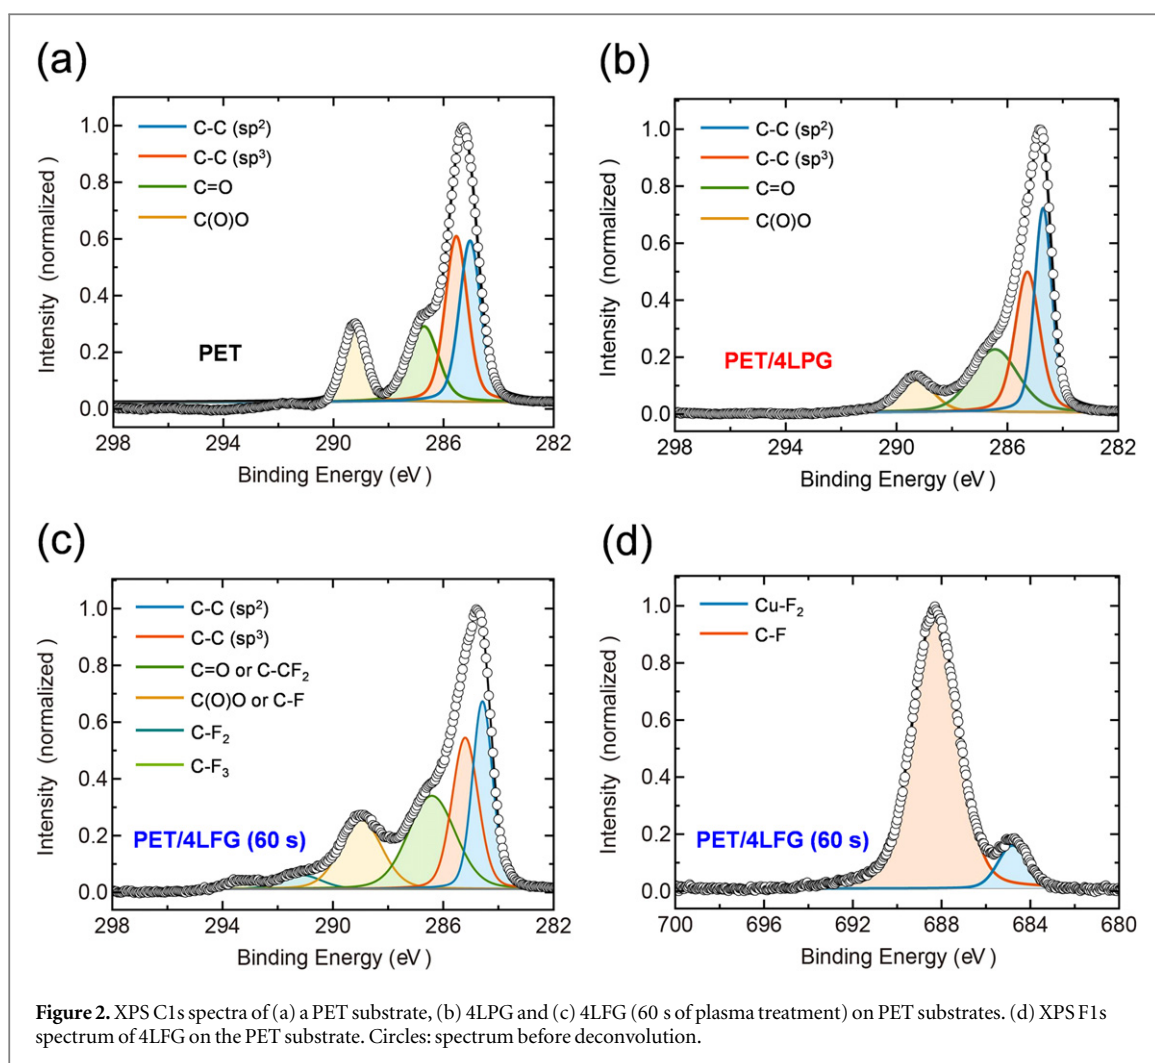 (a)
C-C (sp²)
C-C (sp³)
C=O
C(O)O
PET
Intensity (normalized )
1.0
0.8
0.6
0.4
0.2
0.0
298 294 290 286 282
Binding Energy (eV )
(b)
C-C (sp²)
C-C (sp³)
C=O
C(O)O
PET/4LPG
Intensity (normalized )
1.0
0.8
0.6
0.4
0.2
0.0
298 294 290 286 282
Binding Energy (eV )
(c)
C-C (sp²)
C-C (sp³)
C=O or C-CF₂
C(O)O or C-F
C-F₂
C-F₃
PET/4LFG (60 s)
Intensity (normalized )
1.0
0.8
0.6
0.4
0.2
0.0
298 294 290 286 282
Binding Energy (eV )
(d)
Cu-F₂
C-F
PET/4LFG (60 s)
Intensity (normalized )
1.0
0.8
0.6
0.4
0.2
0.0
700 696 692 688 684 680
Binding Energy (eV )
Figure 2. XPS C1s spectra of (a) a PET substrate, (b) 4LPG and (c) 4LFG (60 s of plasma treatment) on PET substrates. (d) XPS F1s
spectrum of 4LFG on the PET substrate. Circles: spectrum before deconvolution.